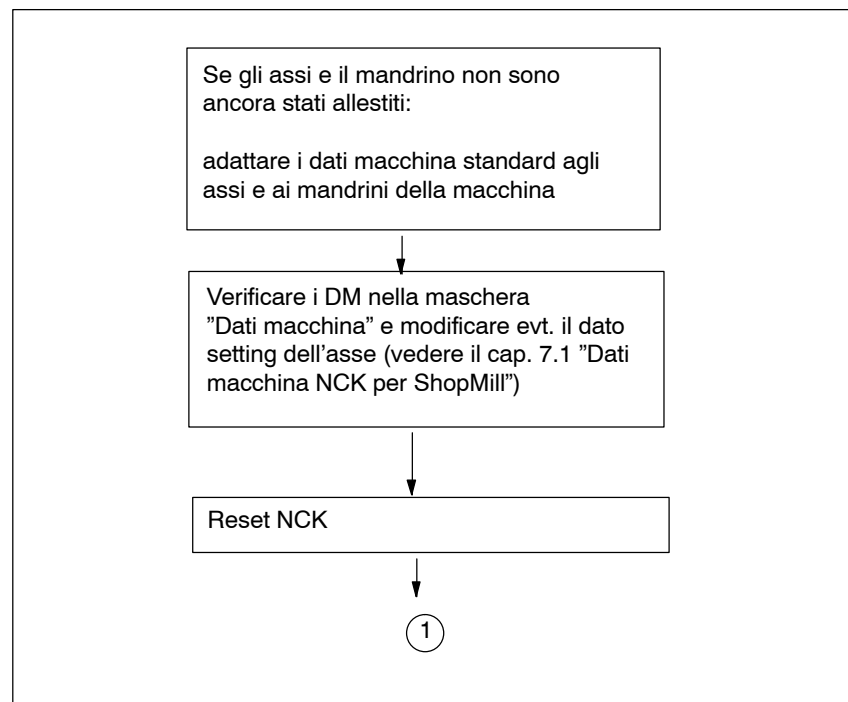 Se gli assi e il mandrino non sono
ancora stati allestiti:
adattare i dati macchina standard agli
assi e ai mandrini della macchina
Verificare i DM nella maschera
”Dati macchina” e modificare evt. il dato
setting dell’asse (vedere il cap. 7.1 ”Dati
macchina NCK per ShopMill”)
Reset NCK
1